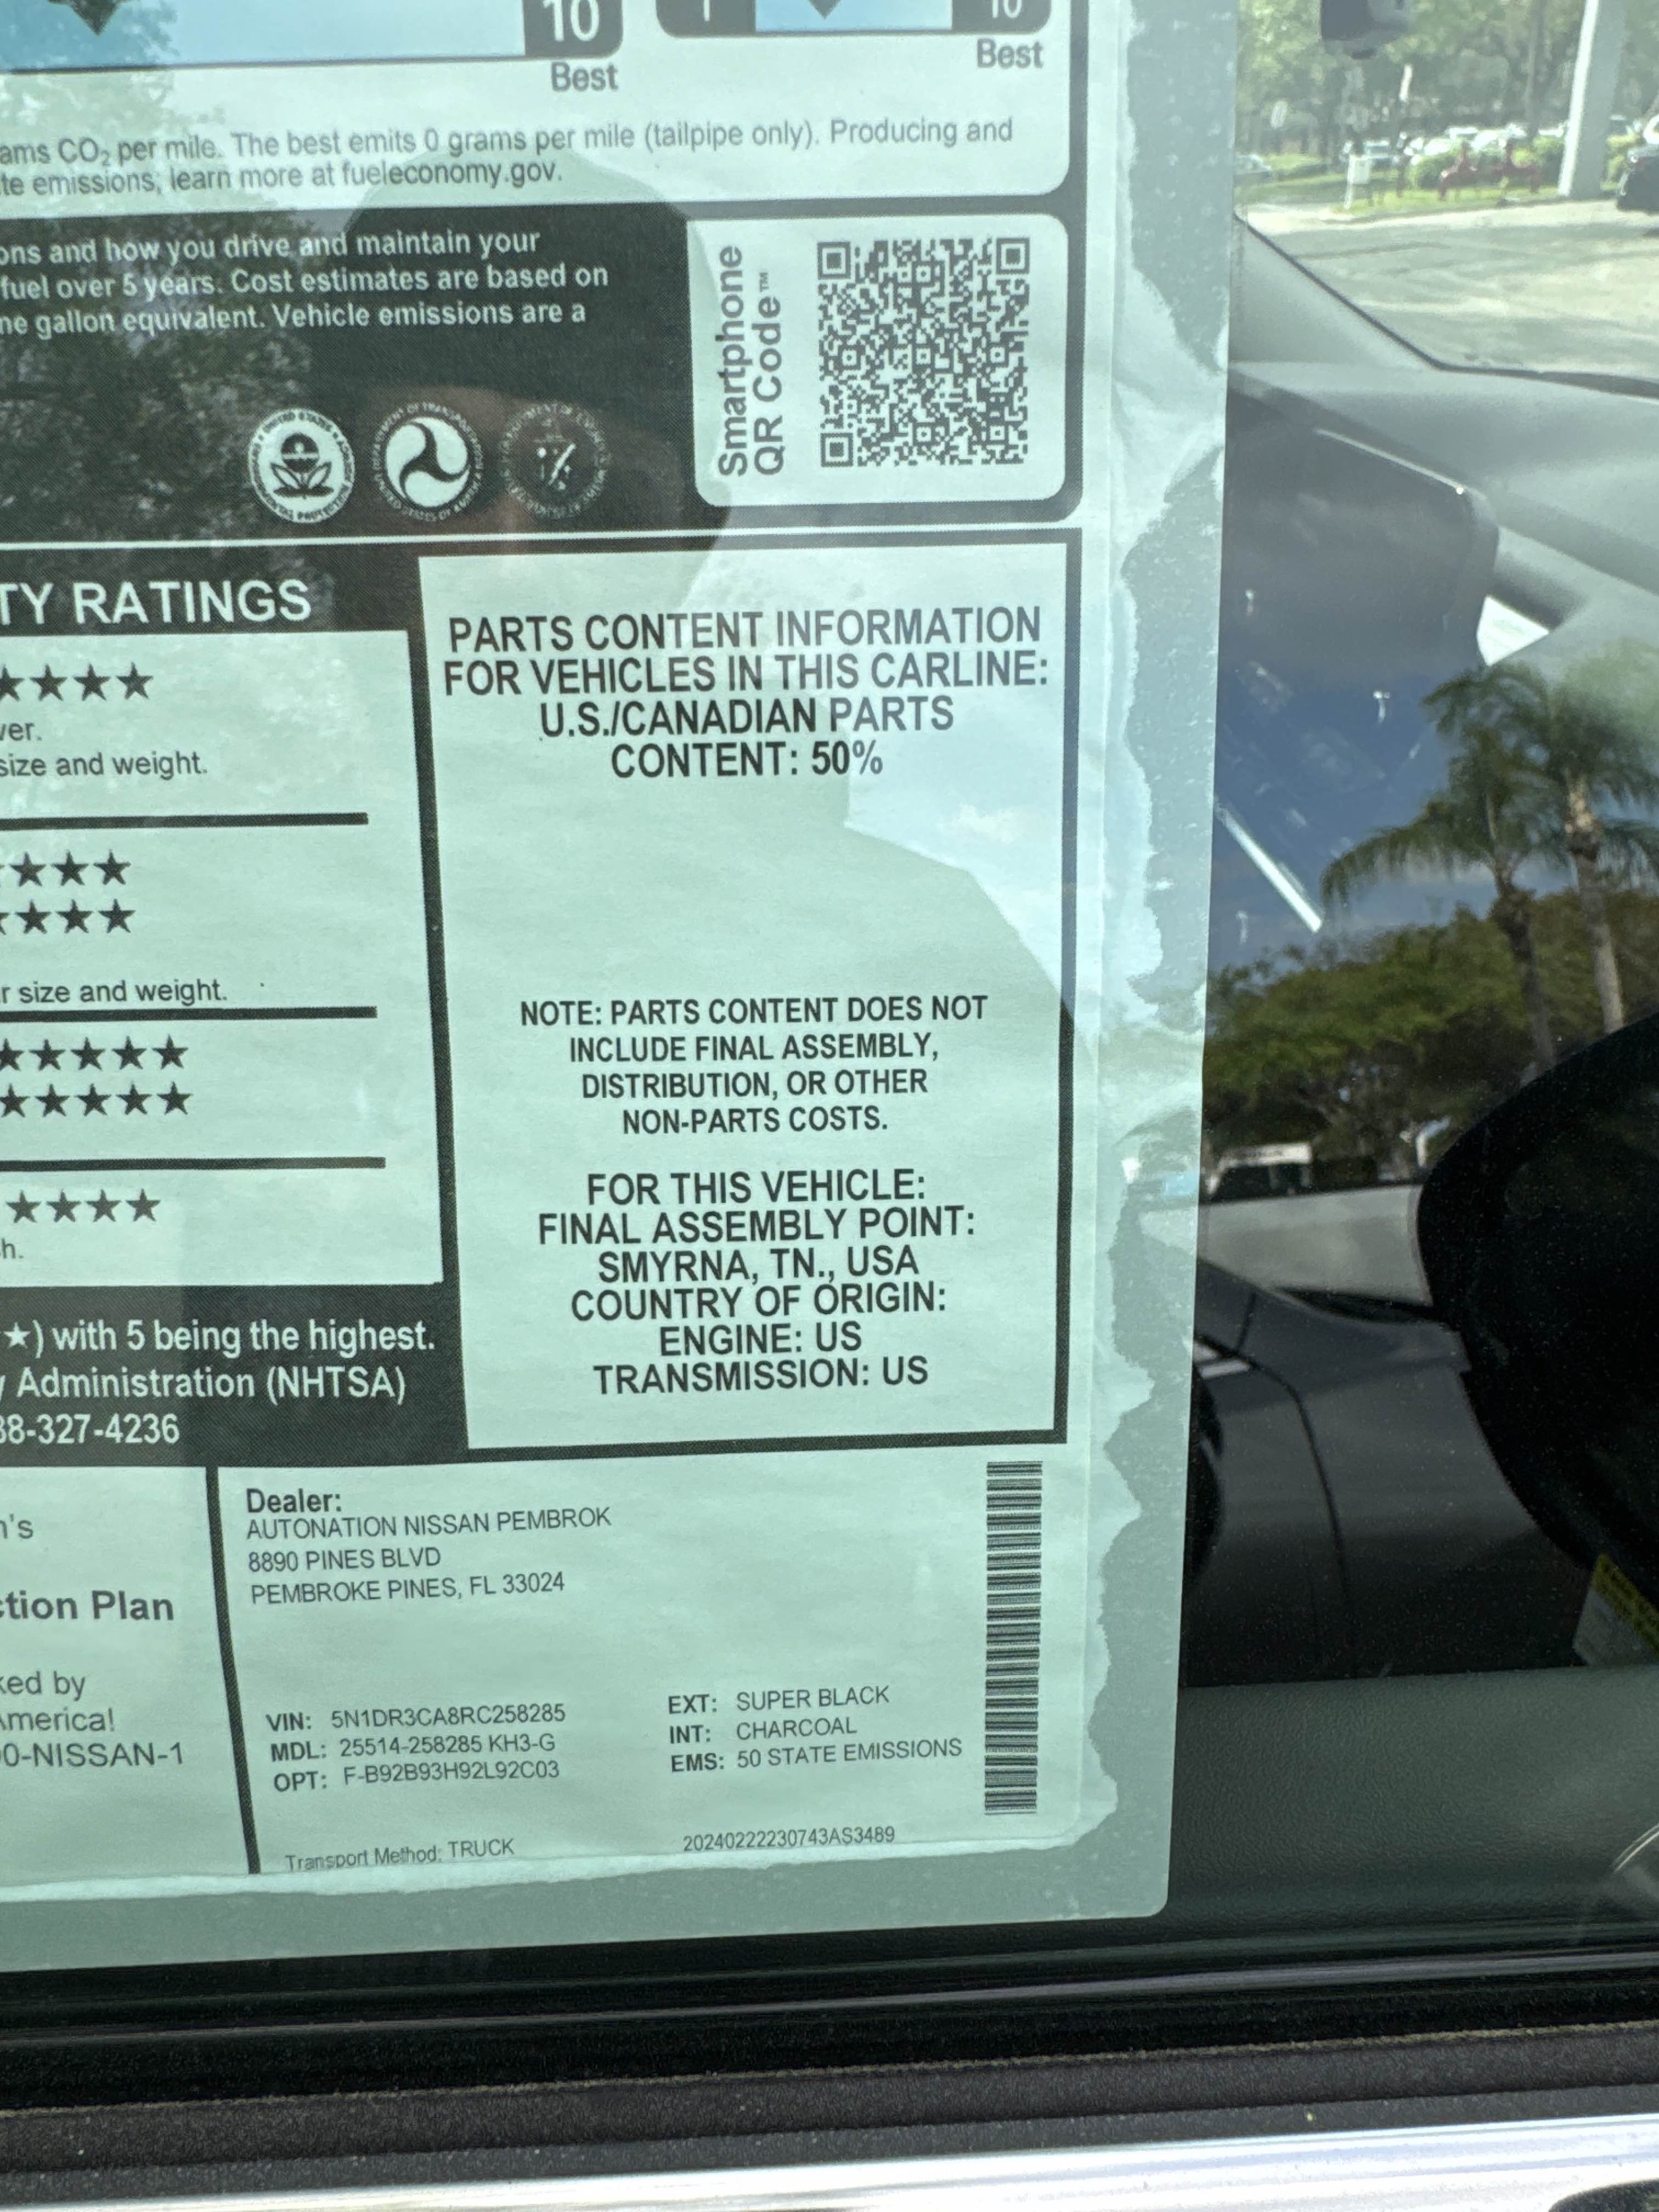 10
Best
1
10
Best
ams CO₂ per mile. The best emits 0 grams per mile (tailpipe only). Producing and
te emissions; learn more at fueleconomy.gov.
ons and how you drive and maintain your
fuel over 5 years. Cost estimates are based on
ne gallon equivalent. Vehicle emissions are a
Smartphone
QR Code™
TY RATINGS
★★★★
ver.
size and weight.
★★★
★★★★
r size and weight.
★★★★★
★★★★★
★★★★
h.
★) with 5 being the highest.
y Administration (NHTSA)
88-327-4236
PARTS CONTENT INFORMATION
FOR VEHICLES IN THIS CARLINE:
U.S./CANADIAN PARTS
CONTENT: 50%
NOTE: PARTS CONTENT DOES NOT
INCLUDE FINAL ASSEMBLY,
DISTRIBUTION, OR OTHER
NON-PARTS COSTS.
FOR THIS VEHICLE:
FINAL ASSEMBLY POINT:
SMYRNA, TN., USA
COUNTRY OF ORIGIN:
ENGINE: US
TRANSMISSION: US
n's
ction Plan
ked by
America!
00-NISSAN-1
Dealer:
AUTONATION NISSAN PEMBROK
8890 PINES BLVD
PEMBROKE PINES, FL 33024
VIN: 5N1DR3CA8RC258285
MDL: 25514-258285 KH3-G
OPT: F-B92B93H92L92C03
EXT: SUPER BLACK
INT: CHARCOAL
EMS: 50 STATE EMISSIONS
Transport Method: TRUCK
20240222230743AS3489